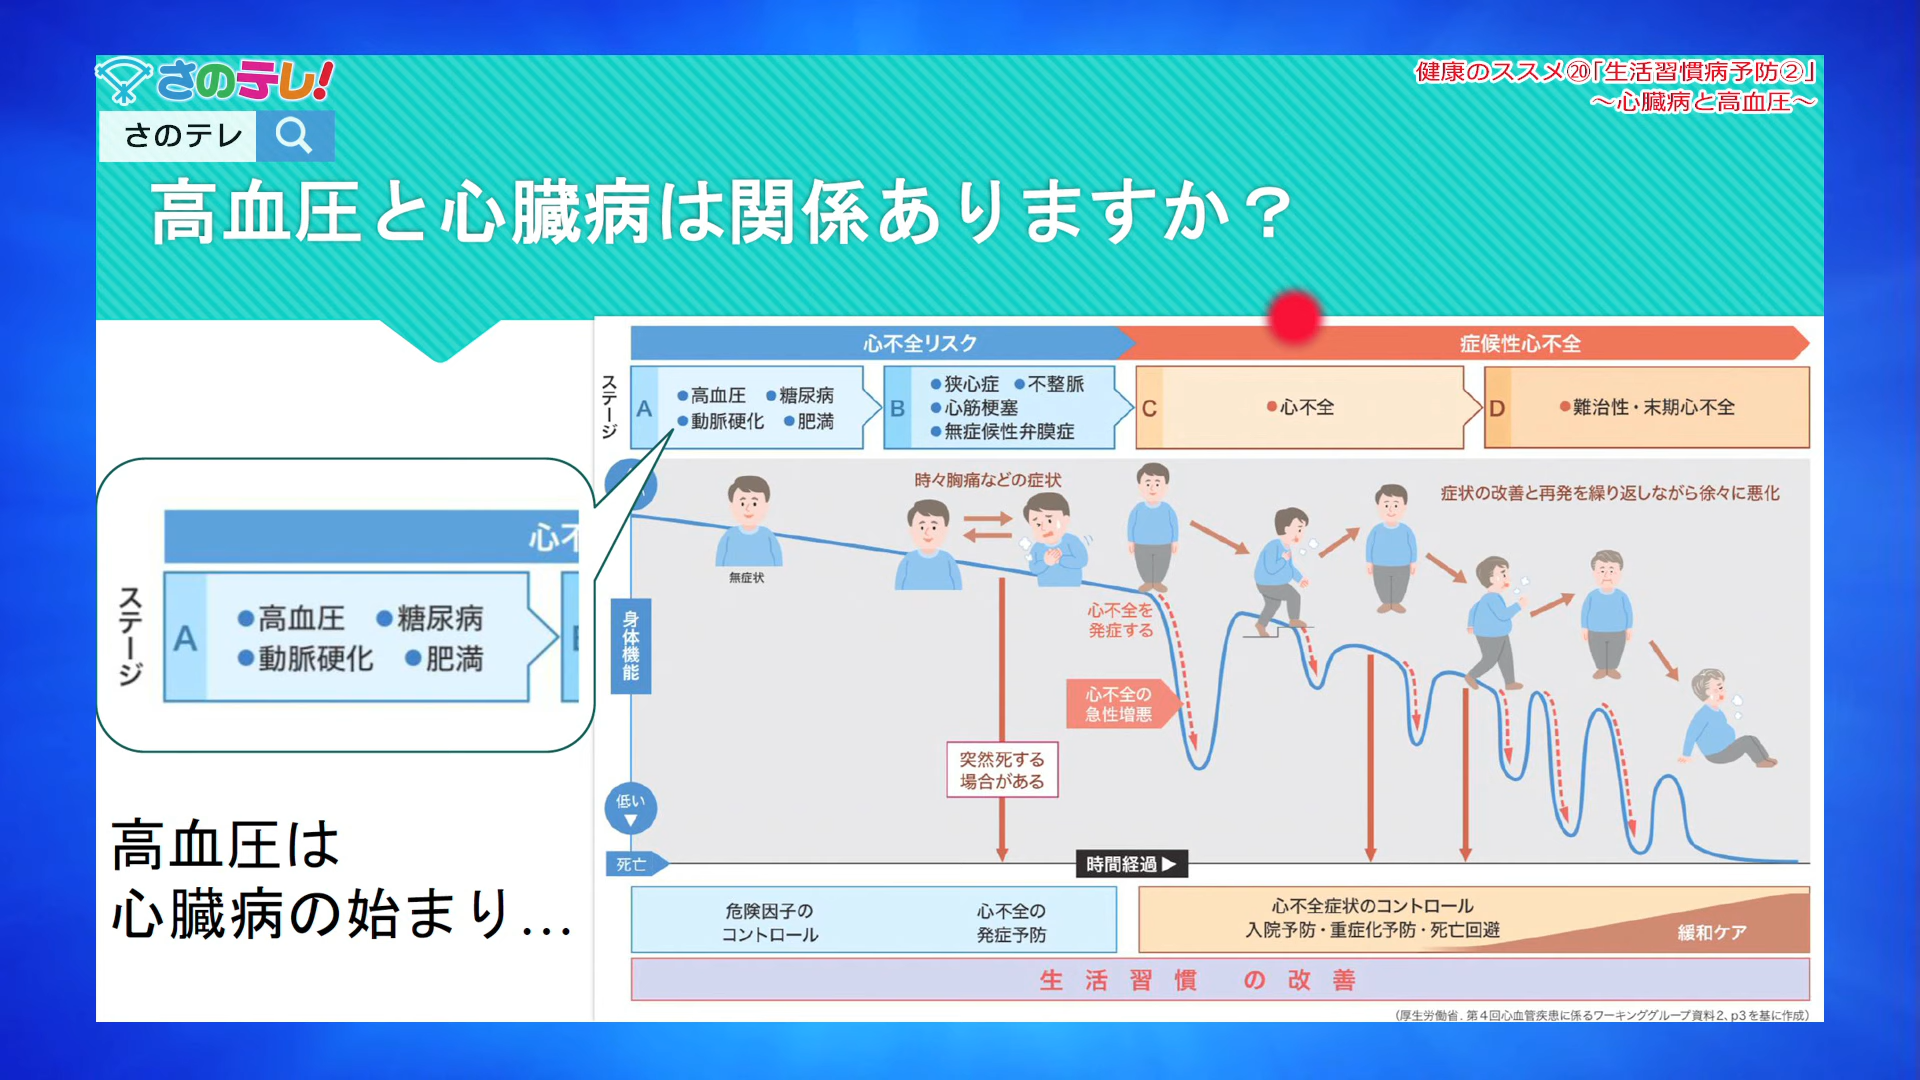 さのテレ!
さのテレ
健康のススメ⑳「生活習慣病予防②」
～心臓病と高血圧～
高血圧と心臓病は関係ありますか？
心不全リスク
症候性心不全
ステージ
A
●高血圧 ●糖尿病
●動脈硬化 ●肥満
B
●狭心症 ●不整脈
●心筋梗塞
●無症候性弁膜症
C
●心不全
D
●難治性・末期心不全
ステージ
A
●高血圧 ●糖尿病
●動脈硬化 ●肥満
高血圧は
心臓病の始まり…
無症状
時々胸痛などの症状
症状の改善と再発を繰り返しながら徐々に悪化
心不全を
発症する
心不全の
急性増悪
突然死する
場合がある
身体機能
低い
▼
死亡
時間経過▶
危険因子の
コントロール
心不全の
発症予防
心不全症状のコントロール
入院予防・重症化予防・死亡回避
緩和ケア
生活習慣 の改善
(厚生労働省. 第4回心血管疾患に係るワーキンググループ資料2、p3を基に作成)